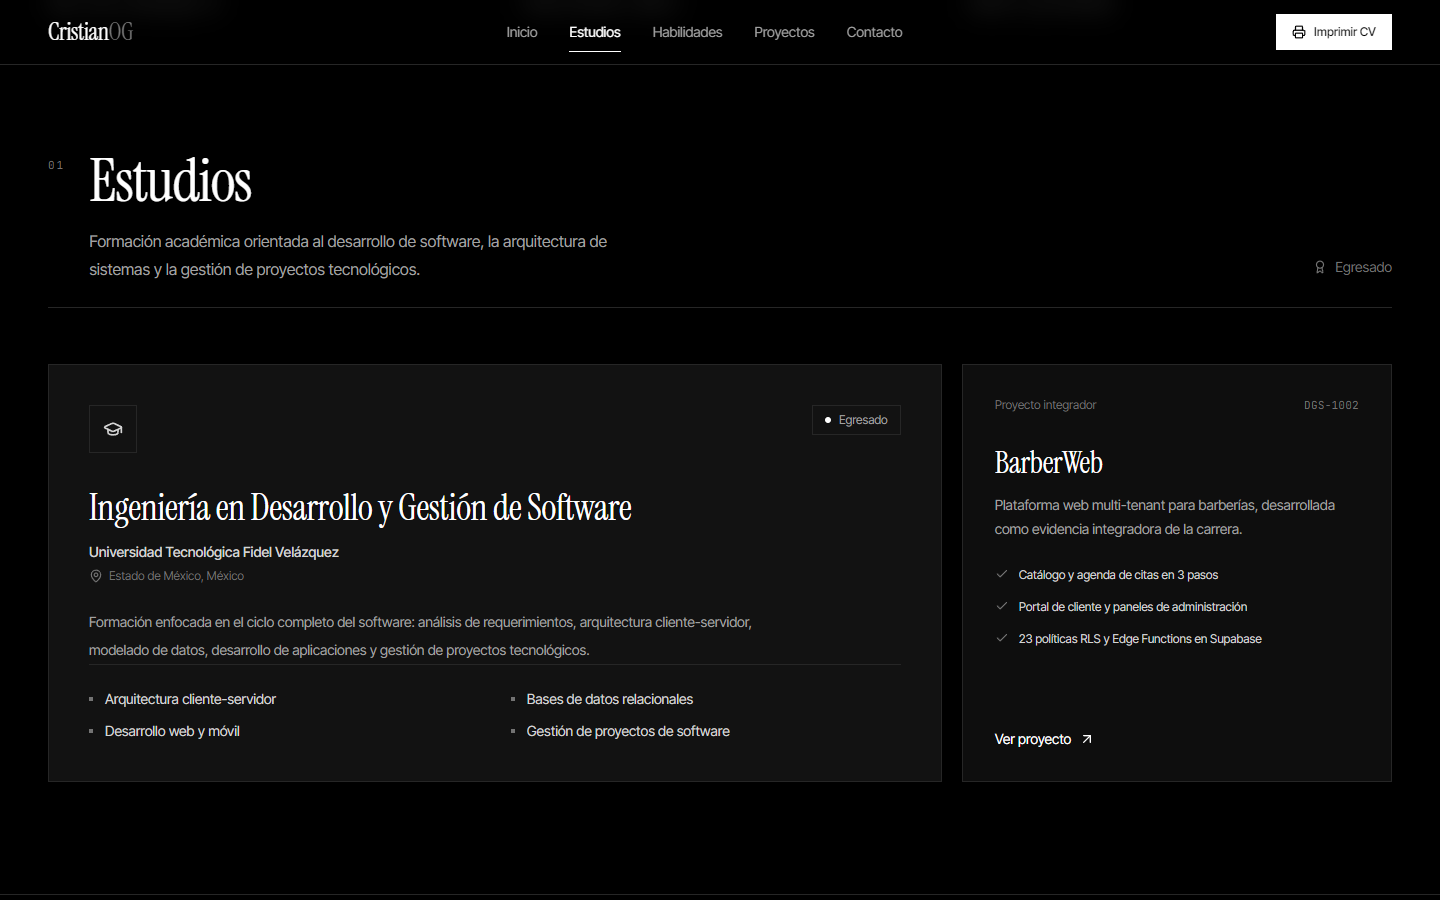 CristianOG
Inicio
Estudios
Habilidades
Proyectos
Contacto
Imprimir CV
01
Estudios
Formación académica orientada al desarrollo de software, la arquitectura de
sistemas y la gestión de proyectos tecnológicos.
Egresado
Egresado
Ingeniería en Desarrollo y Gestión de Software
Universidad Tecnológica Fidel Velázquez
Estado de México, México
Formación enfocada en el ciclo completo del software: análisis de requerimientos, arquitectura cliente-servidor,
modelado de datos, desarrollo de aplicaciones y gestión de proyectos tecnológicos.
Arquitectura cliente-servidor
Bases de datos relacionales
Desarrollo web y móvil
Gestión de proyectos de software
Proyecto integrador
DGS-1002
BarberWeb
Plataforma web multi-tenant para barberías, desarrollada
como evidencia integradora de la carrera.
Catálogo y agenda de citas en 3 pasos
Portal de cliente y paneles de administración
23 políticas RLS y Edge Functions en Supabase
Ver proyecto